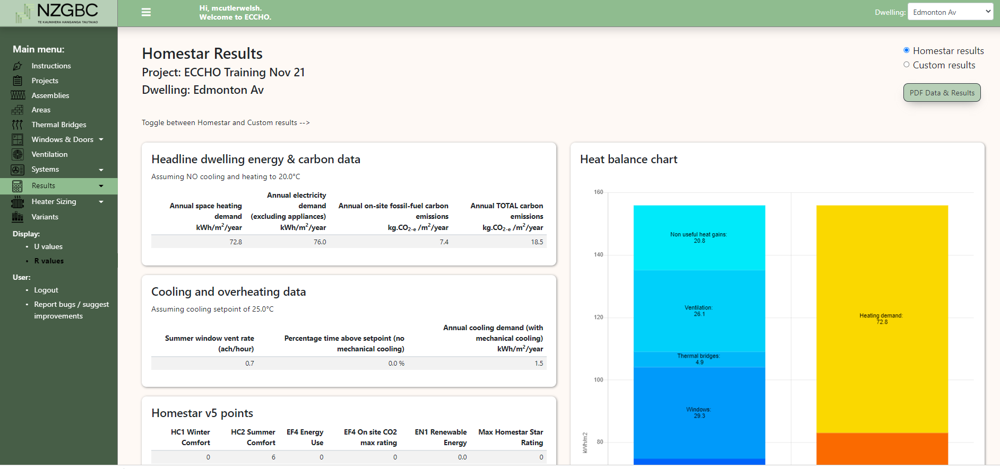 NZGBC
TE KAUNIHERA HANGANGA TAUTAIAO
Hi, mcutlerwelsh.
Welcome to ECCHO.
Dwelling: Edmonton Av
Main menu:
Instructions
Projects
Assemblies
Areas
Thermal Bridges
Windows & Doors
Ventilation
Systems
Results
Heater Sizing
Variants
Display:
• U values
• R values
User:
• Logout
• Report bugs / suggest
improvements
Homestar Results
Project: ECCHO Training Nov 21
Dwelling: Edmonton Av
Homestar results
Custom results
PDF Data & Results
Toggle between Homestar and Custom results -->
Headline dwelling energy & carbon data
Assuming NO cooling and heating to 20.0°C
Annual space heating
demand
kWh/m²/year
Annual electricity
demand
(excluding appliances)
kWh/m²/year
Annual on-site fossil-fuel carbon
emissions
kg.CO₂-e /m²/year
Annual TOTAL carbon
emissions
kg.CO₂-e /m²/year
72.8 76.0 7.4 18.5
Cooling and overheating data
Assuming cooling setpoint of 25.0°C
Summer window vent rate
(ach/hour)
Percentage time above setpoint (no
mechanical cooling)
Annual cooling demand (with
mechanical cooling)
kWh/m²/year
0.7 0.0 % 1.5
Homestar v5 points
HC1 Winter
Comfort
HC2 Summer
Comfort
EF4 Energy
Use
EF4 On site CO2
max rating
EN1 Renewable
Energy
Max Homestar Star
Rating
0 6 0 0 0.0 0
Heat balance chart
160
140
120
100
80
kWh/m2
Non useful heat gains:
20.8
Ventilation:
26.1
Thermal bridges:
4.9
Windows:
29.3
Heating demand:
72.8